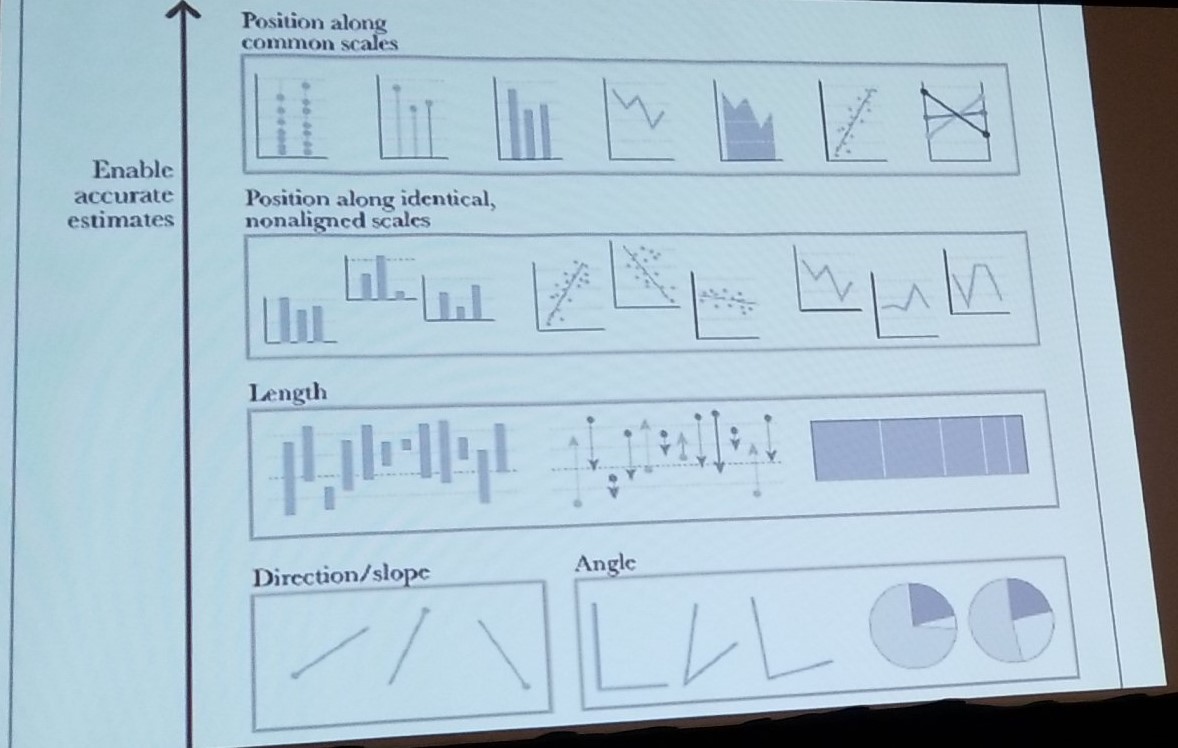 Position along
common scales
Enable
accurate
estimates
Position along identical,
nonaligned scales
Length
Direction/slope
Angle